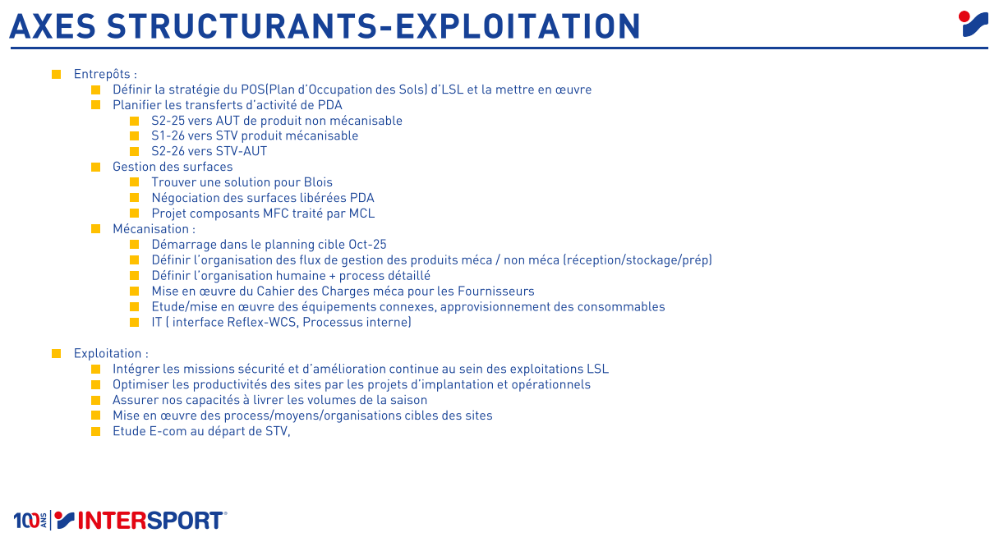 AXES STRUCTURANTS-EXPLOITATION
Entrepôts :
Définir la stratégie du POS(Plan d'Occupation des Sols) d'LSL et la mettre en œuvre
Planifier les transferts d'activité de PDA
S2-25 vers AUT de produit non mécanisable
S1-26 vers STV produit mécanisable
S2-26 vers STV-AUT
Gestion des surfaces
Trouver une solution pour Blois
Négociation des surfaces libérées PDA
Projet composants MFC traité par MCL
Mécanisation :
Démarrage dans le planning cible Oct-25
Définir l'organisation des flux de gestion des produits méca / non méca (réception/stockage/prép)
Définir l'organisation humaine + process détaillé
Mise en œuvre du Cahier des Charges méca pour les Fournisseurs
Etude/mise en œuvre des équipements connexes, approvisionnement des consommables
IT ( interface Reflex-WCS, Processus interne)
Exploitation :
Intégrer les missions sécurité et d'amélioration continue au sein des exploitations LSL
Optimiser les productivités des sites par les projets d'implantation et opérationnels
Assurer nos capacités à livrer les volumes de la saison
Mise en œuvre des process/moyens/organisations cibles des sites
Etude E-com au départ de STV,
100 ANS INTERSPORT®